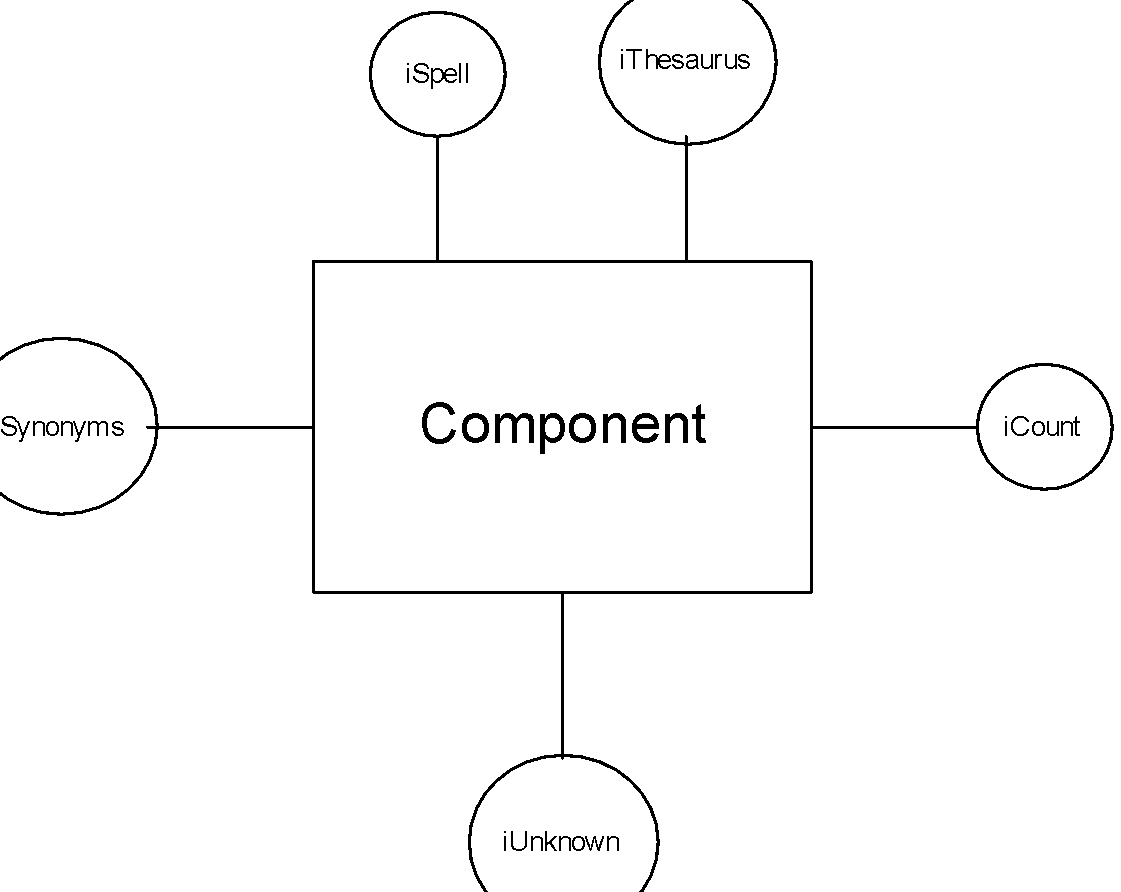 iSpell
iThesaurus
Synonyms
Component
iCount
iUnknown